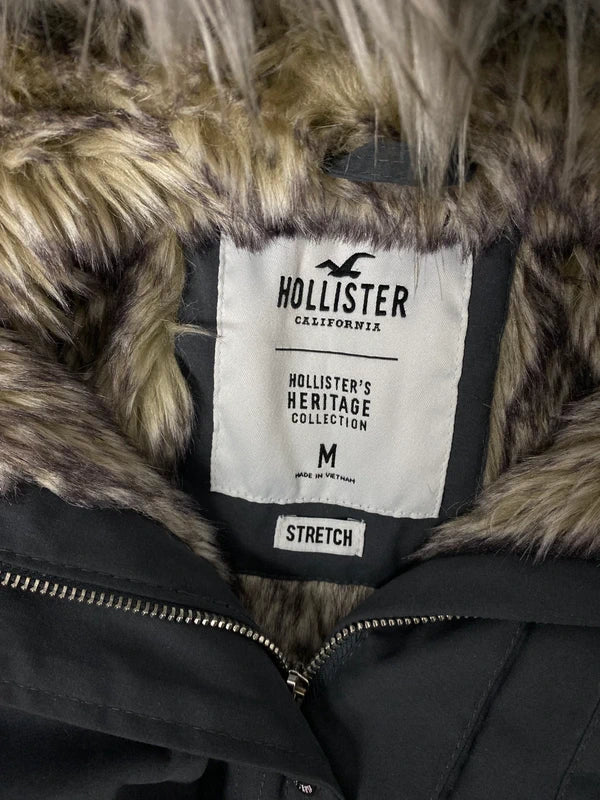 HOLLISTER
CALIFORNIA
HOLLISTER'S
HERITAGE
COLLECTION
M
MADE IN VIETNAM
STRETCH